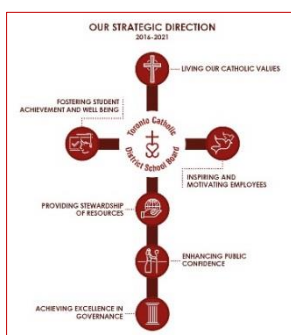 OUR STRATEGIC DIRECTION
2016-2021
LIVING OUR CATHOLIC VALUES
FOSTERING STUDENT
ACHIEVEMENT AND WELL BEING
Toronto Catholic
District School Board
INSPIRING AND
MOTIVATING EMPLOYEES
PROVIDING STEWARDSHIP
OF RESOURCES
ENHANCING PUBLIC
CONFIDENCE
ACHIEVING EXCELLENCE IN
GOVERNANCE